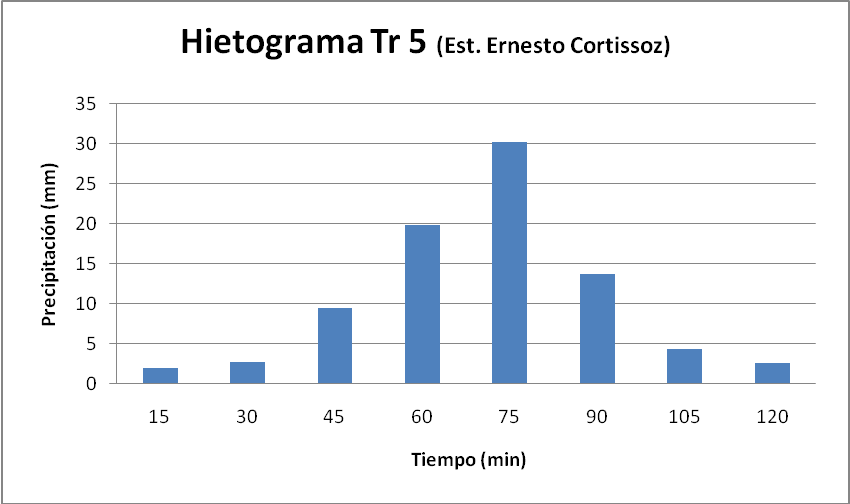 Hietograma Tr 5 (Est. Ernesto Cortissoz)
Precipitación (mm)
35
30
25
20
15
10
5
0
15 30 45 60 75 90 105 120
Tiempo (min)